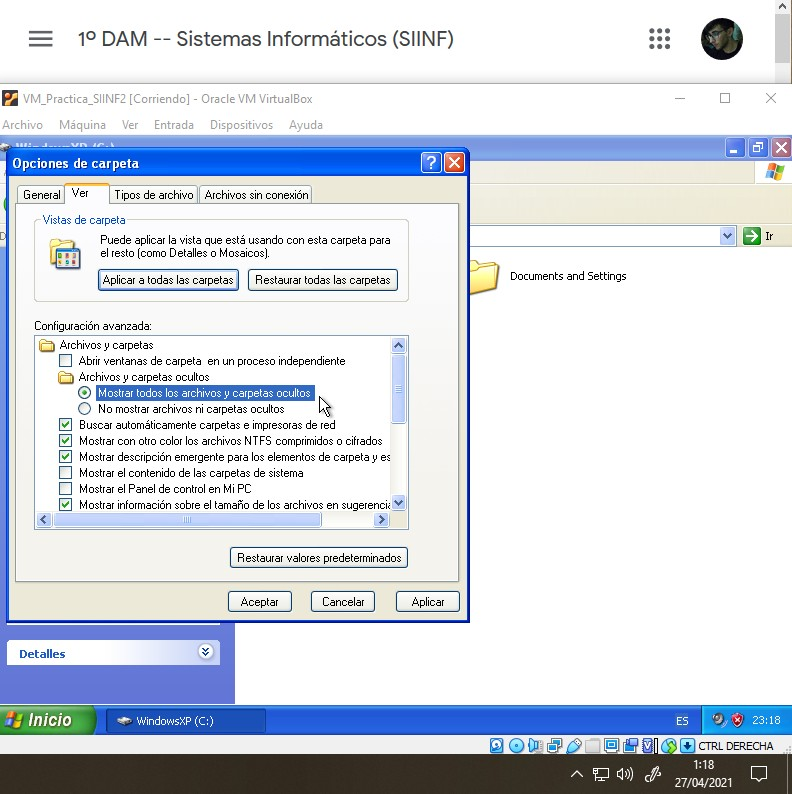 1º DAM -- Sistemas Informáticos (SIINF)
VM_Practica_SIINF2 [Corriendo] - Oracle VM VirtualBox
Archivo Máquina Ver Entrada Dispositivos Ayuda
Opciones de carpeta
General Ver Tipos de archivo Archivos sin conexión
Vistas de carpeta
Puede aplicar la vista que está usando con esta carpeta para
el resto (como Detalles o Mosaicos).
Aplicar a todas las carpetas Restaurar todas las carpetas
Ir
Documents and Settings
Configuración avanzada:
Archivos y carpetas
Abrir ventanas de carpeta en un proceso independiente
Archivos y carpetas ocultos
Mostrar todos los archivos y carpetas ocultos
No mostrar archivos ni carpetas ocultos
Buscar automáticamente carpetas e impresoras de red
Mostrar con otro color los archivos NTFS comprimidos o cifrados
Mostrar descripción emergente para los elementos de carpeta y es
Mostrar el contenido de las carpetas de sistema
Mostrar el Panel de control en Mi PC
Mostrar información sobre el tamaño de los archivos en sugerencia
Restaurar valores predeterminados
Aceptar Cancelar Aplicar
Detalles
Inicio WindowsXP (C:) ES 23:18
CTRL DERECHA
1:18
27/04/2021